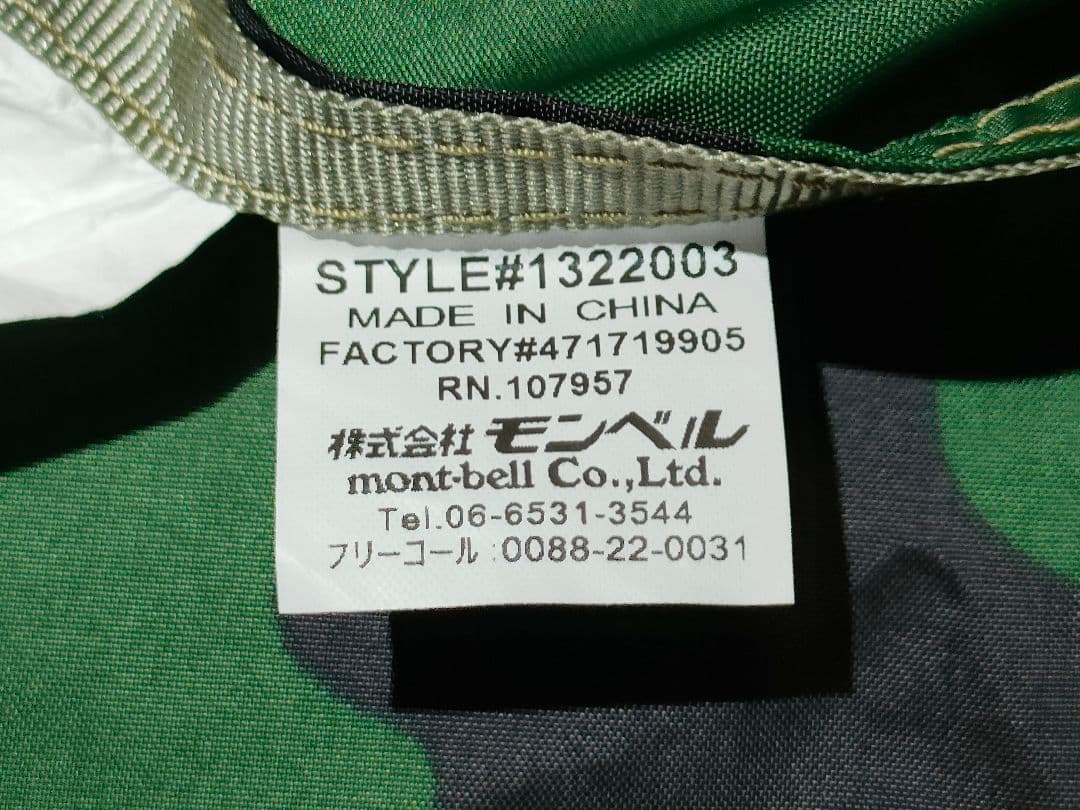 STYLE#1322003
MADE IN CHINA
FACTORY#471719905
RN.107957
株式会社 モンベル
mont-bell Co.,Ltd.
Tel.06-6531-3544
フリーコール:0088-22-0031